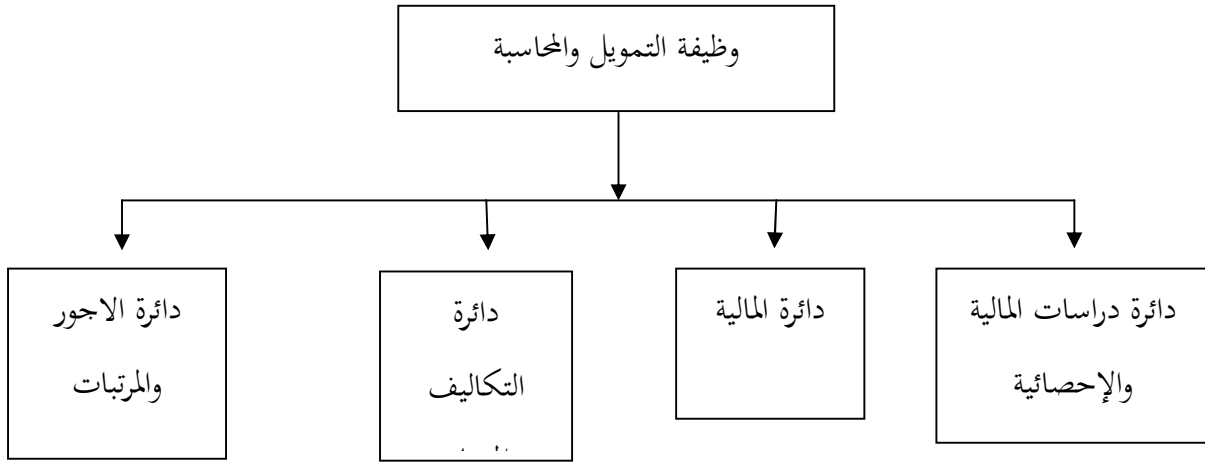 وظيفة التمويل والمحاسبة
دائرة دراسات المالية
والإحصائية
دائرة المالية
دائرة
التكاليف
دائرة الاجور
والمرتبات